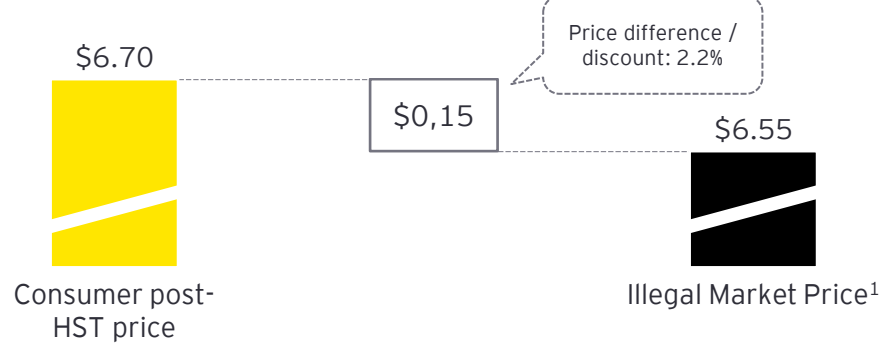 Price difference /
discount: 2.2%
$6.70
$0,15
$6.55
Consumer post-
HST price
Illegal Market Price¹